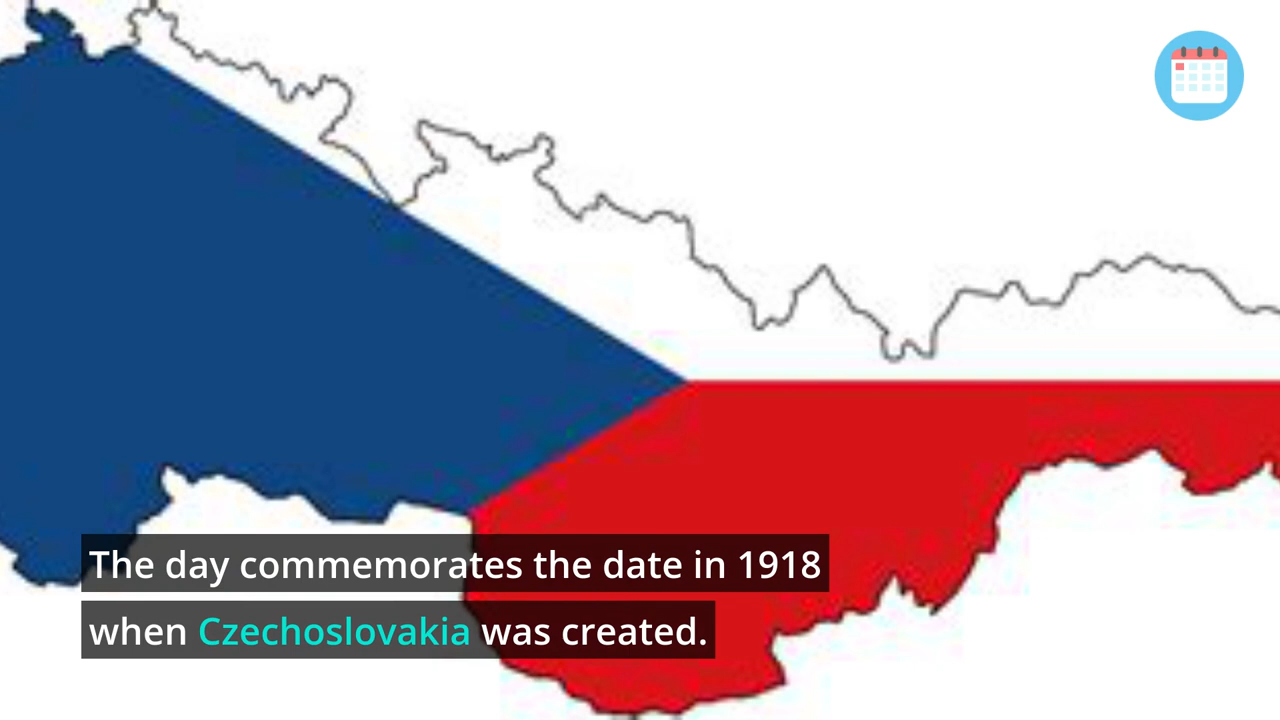 The day commemorates the date in 1918
when Czechoslovakia was created.